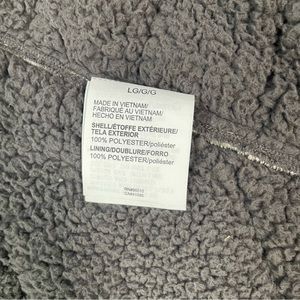 LG/G/G
MADE IN VIETNAM/
FABRIQUÉ AU VIETNAM/
HECHO EN VIETNAM
SHELL/ÉTOFFE EXTÉRIEURE/
TELA EXTERIOR
100% POLYESTER/poliéster
LINING/DOUBLURE/FORRO
100% POLYESTER/poliéster